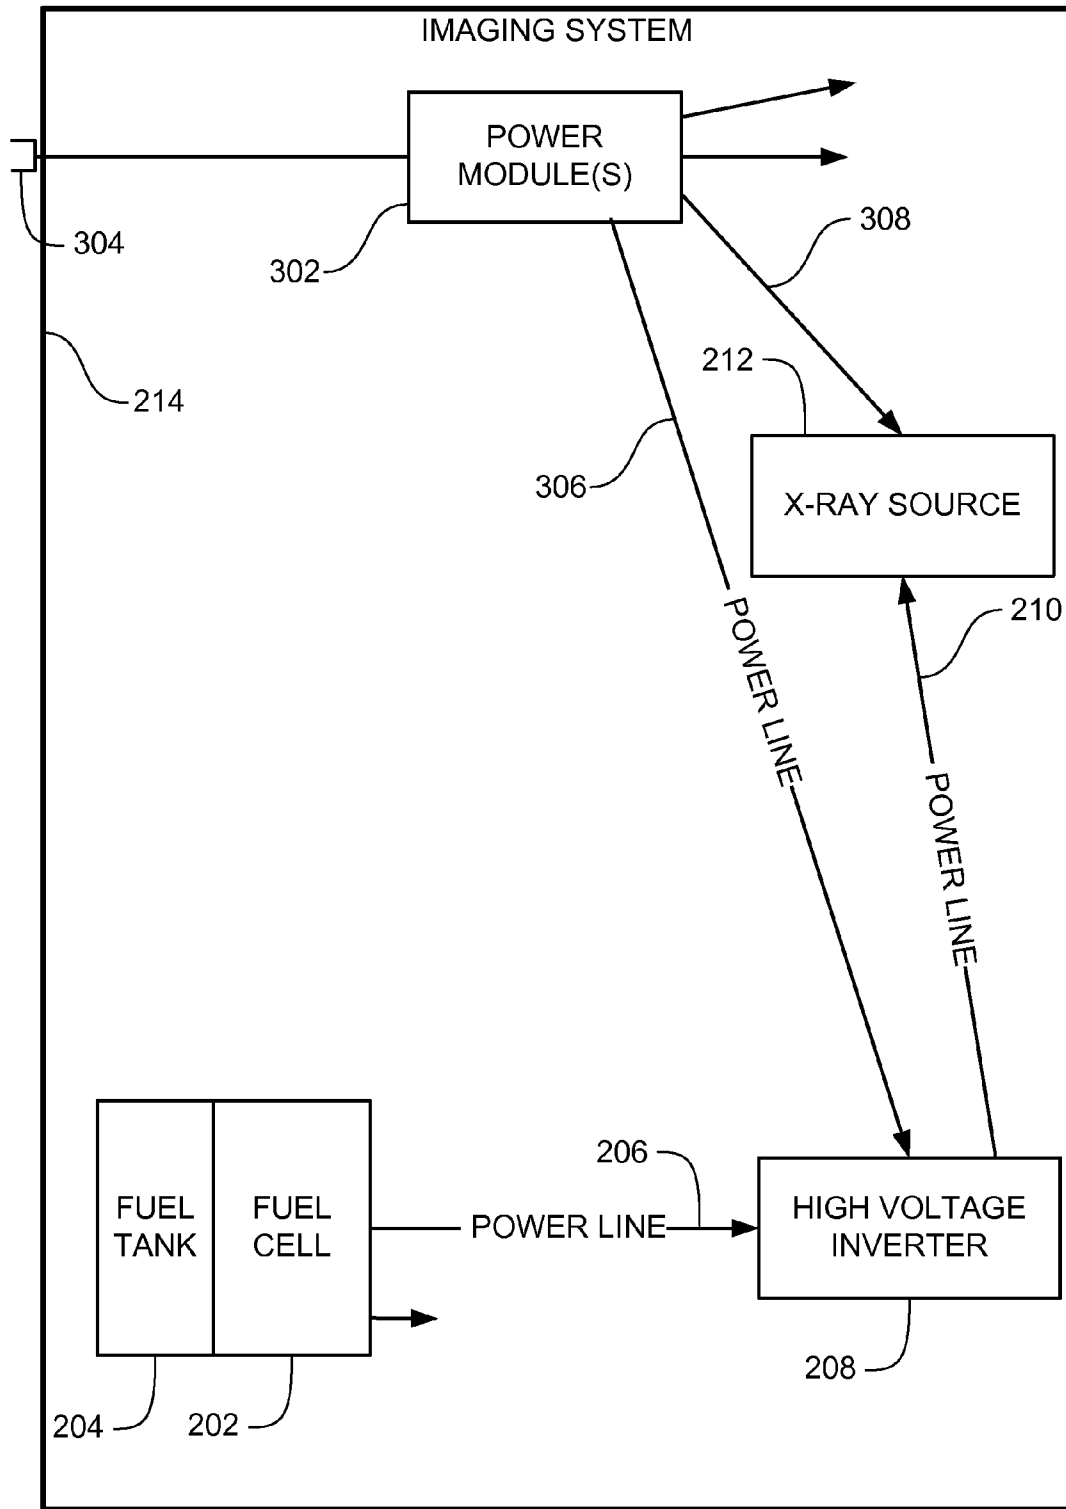 IMAGING SYSTEM
POWER
MODULE(S)
304
302
308
214
212
306
X-RAY SOURCE
210
POWER LINE
POWER LINE
206
FUEL
TANK
FUEL
CELL
POWER LINE
HIGH VOLTAGE
INVERTER
208
204
202